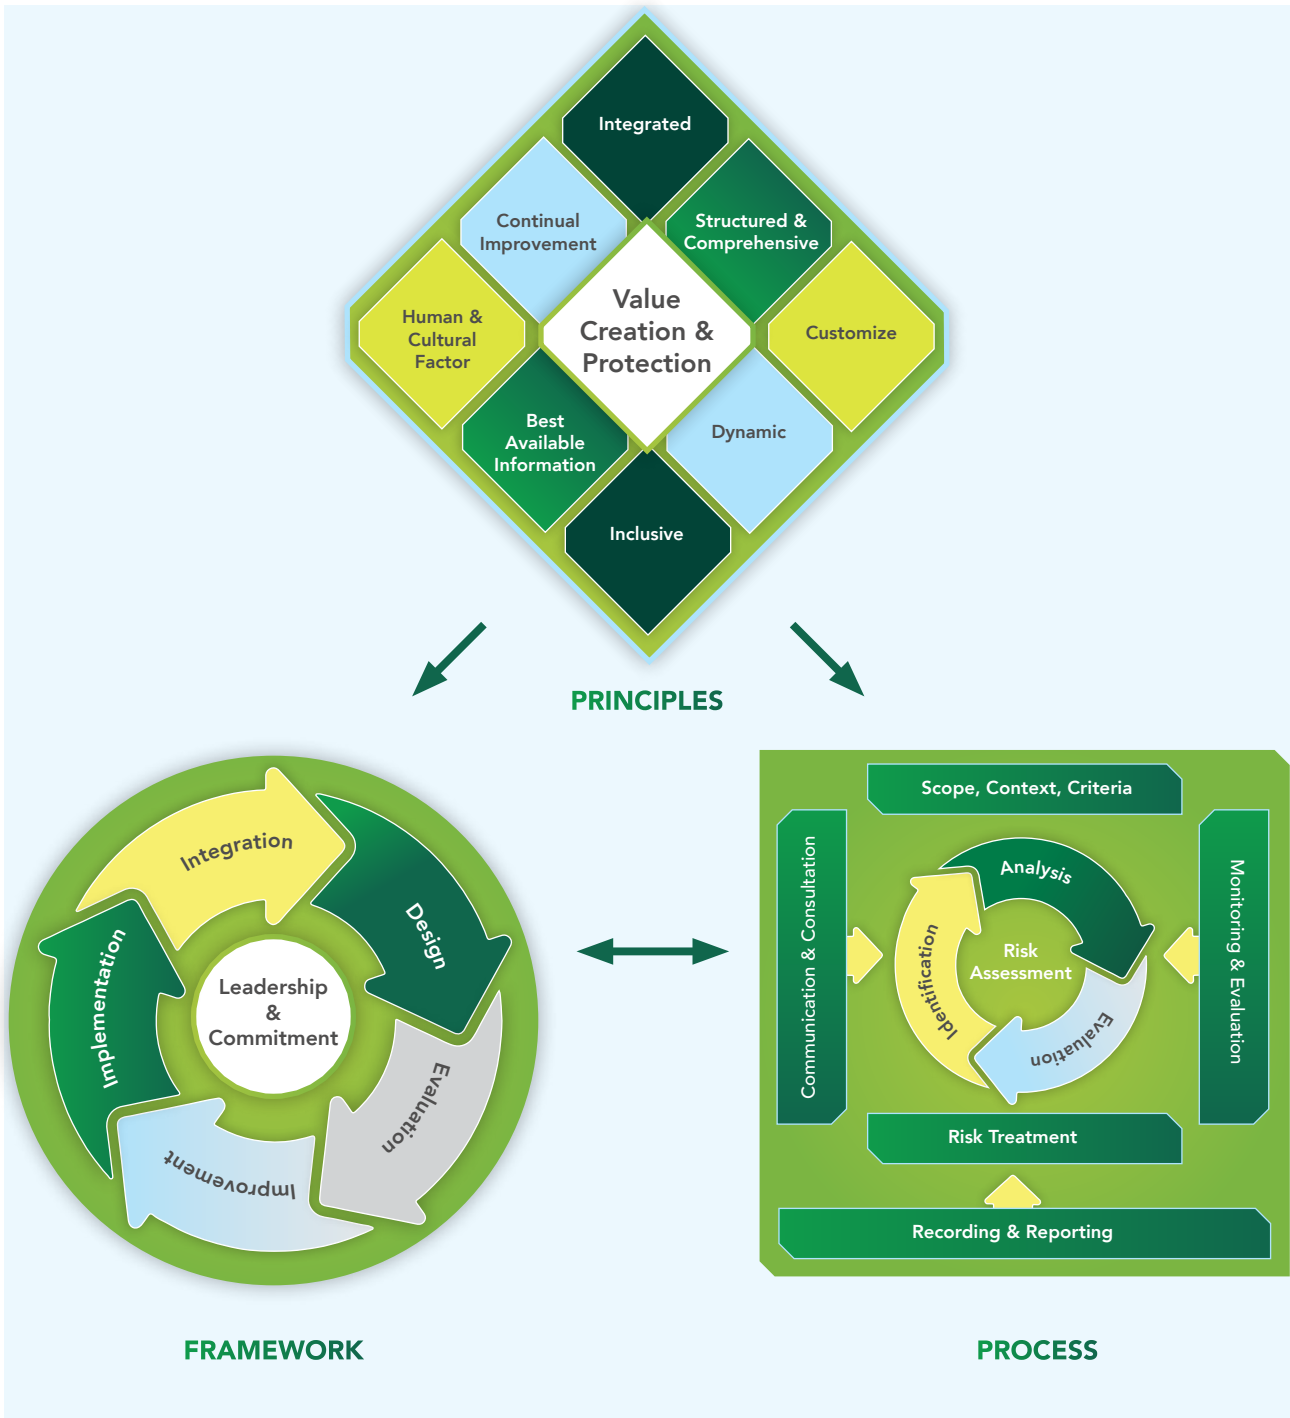 Integrated
Continual
Improvement
Structured &
Comprehensive
Human &
Cultural
Factor
Value
Creation &
Protection
Customize
Best
Available
Information
Dynamic
Inclusive
PRINCIPLES
Integration
Design
Evaluation
Improvement
Implementation
Leadership
&
Commitment
FRAMEWORK
Scope, Context, Criteria
Communication & Consultation
Analysis
Evaluation
Identification
Risk
Assessment
Monitoring & Evaluation
Risk Treatment
Recording & Reporting
PROCESS